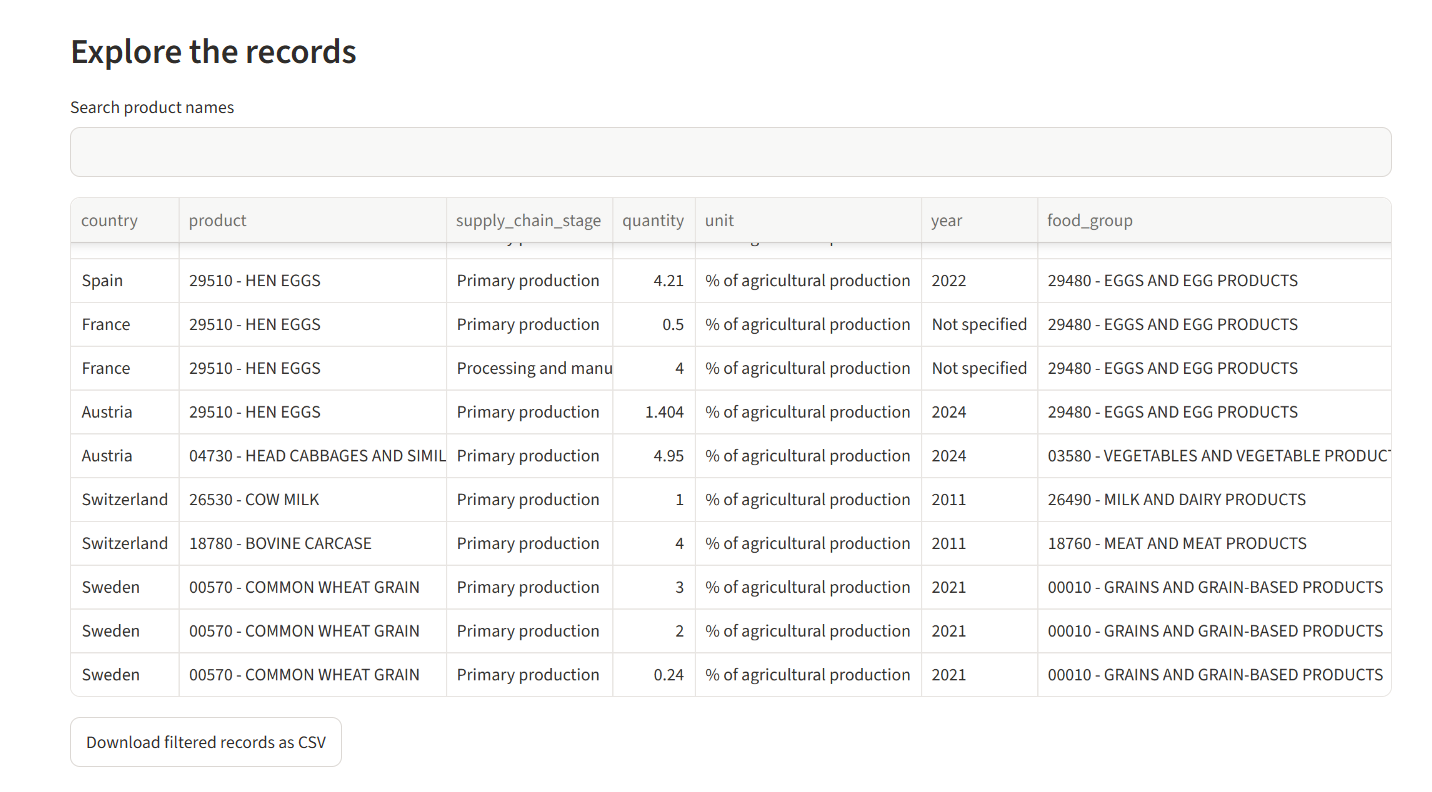 Explore the records
Search product names
country product supply_chain_stage quantity unit year food_group
Spain 29510 - HEN EGGS Primary production 4.21 % of agricultural production 2022 29480 - EGGS AND EGG PRODUCTS
France 29510 - HEN EGGS Primary production 0.5 % of agricultural production Not specified 29480 - EGGS AND EGG PRODUCTS
France 29510 - HEN EGGS Processing and manu 4 % of agricultural production Not specified 29480 - EGGS AND EGG PRODUCTS
Austria 29510 - HEN EGGS Primary production 1.404 % of agricultural production 2024 29480 - EGGS AND EGG PRODUCTS
Austria 04730 - HEAD CABBAGES AND SIMIL Primary production 4.95 % of agricultural production 2024 03580 - VEGETABLES AND VEGETABLE PRODUCT
Switzerland 26530 - COW MILK Primary production 1 % of agricultural production 2011 26490 - MILK AND DAIRY PRODUCTS
Switzerland 18780 - BOVINE CARCASE Primary production 4 % of agricultural production 2011 18760 - MEAT AND MEAT PRODUCTS
Sweden 00570 - COMMON WHEAT GRAIN Primary production 3 % of agricultural production 2021 00010 - GRAINS AND GRAIN-BASED PRODUCTS
Sweden 00570 - COMMON WHEAT GRAIN Primary production 2 % of agricultural production 2021 00010 - GRAINS AND GRAIN-BASED PRODUCTS
Sweden 00570 - COMMON WHEAT GRAIN Primary production 0.24 % of agricultural production 2021 00010 - GRAINS AND GRAIN-BASED PRODUCTS
Download filtered records as CSV